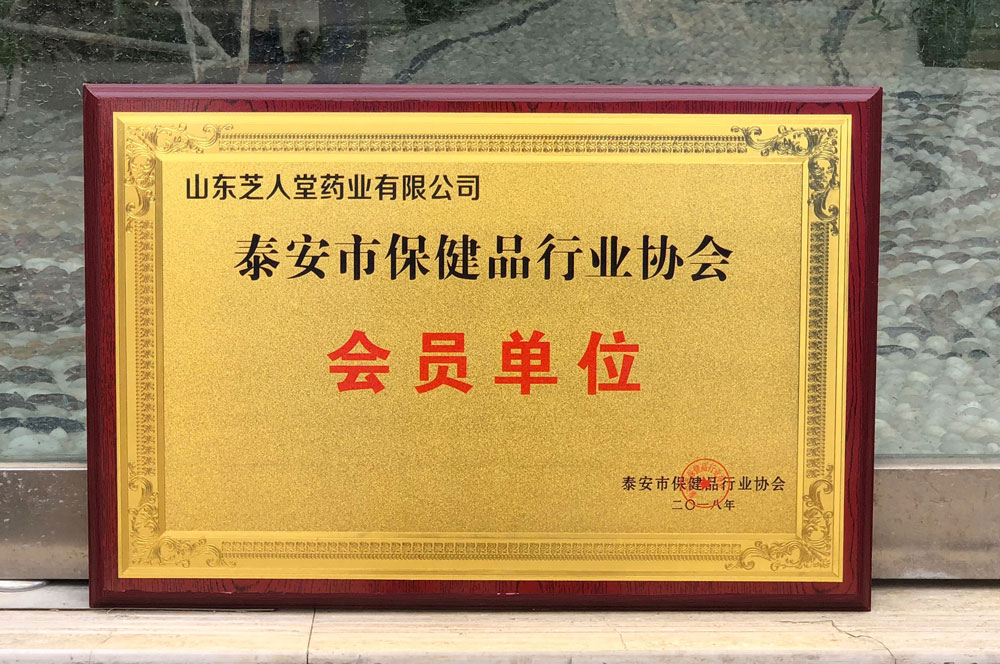 山东芝人堂药业有限公司
泰安市保健品行业协会
会员单位
泰安市保健品行业协会
二〇一八年